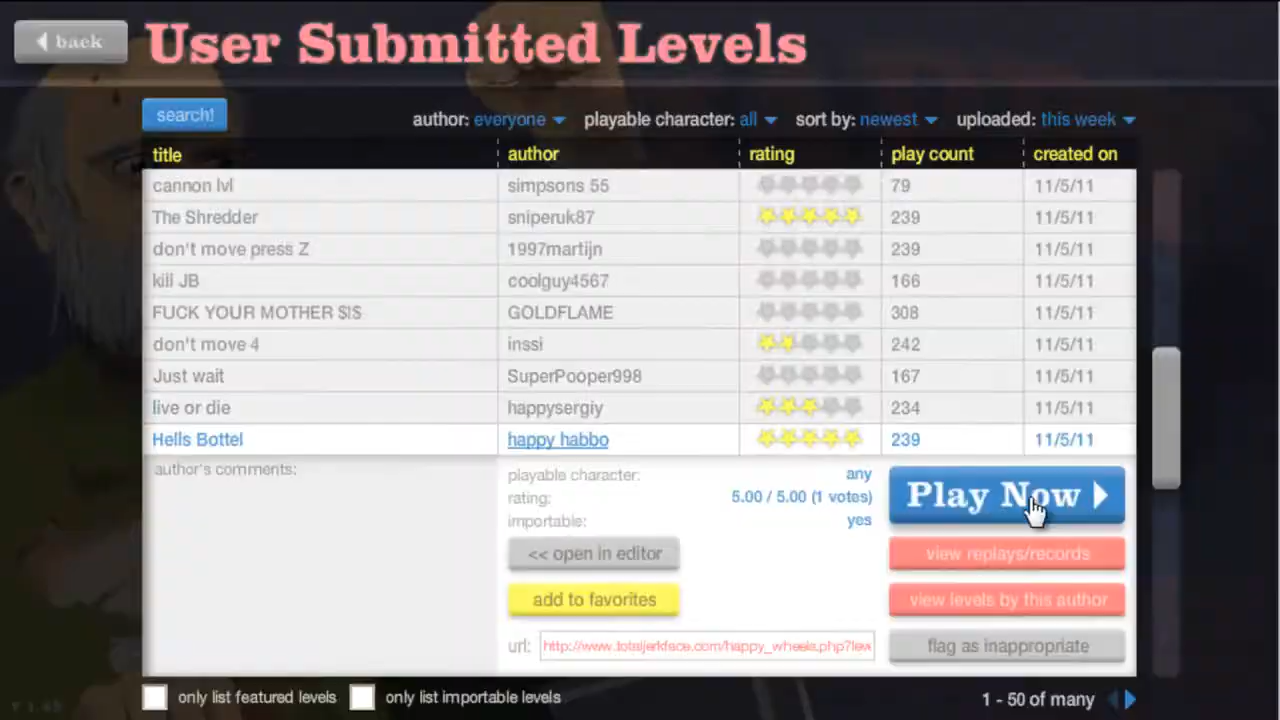 back
User Submitted Levels
search!
author: everyone playable character: all sort by: newest uploaded: this week
title author rating play count created on
cannon lvl simpsons 55 79 11/5/11
The Shredder sniperuk87 239 11/5/11
don't move press Z 1997martijn 239 11/5/11
kill JB coolguy4567 166 11/5/11
FUCK YOUR MOTHER $!$ GOLDFLAME 308 11/5/11
don't move 4 inssi 242 11/5/11
Just wait SuperPooper998 167 11/5/11
live or die happysergiy 234 11/5/11
Hells Bottel happy habbo 239 11/5/11
author's comments:
playable character: any
rating: 5.00 / 5.00 (1 votes)
importable: yes
Play Now
<< open in editor
view replays/records
add to favorites
view levels by this author
url: http://www.totaljerkface.com/happy_wheels.php?lev
flag as inappropriate
only list featured levels only list importable levels
1 - 50 of many